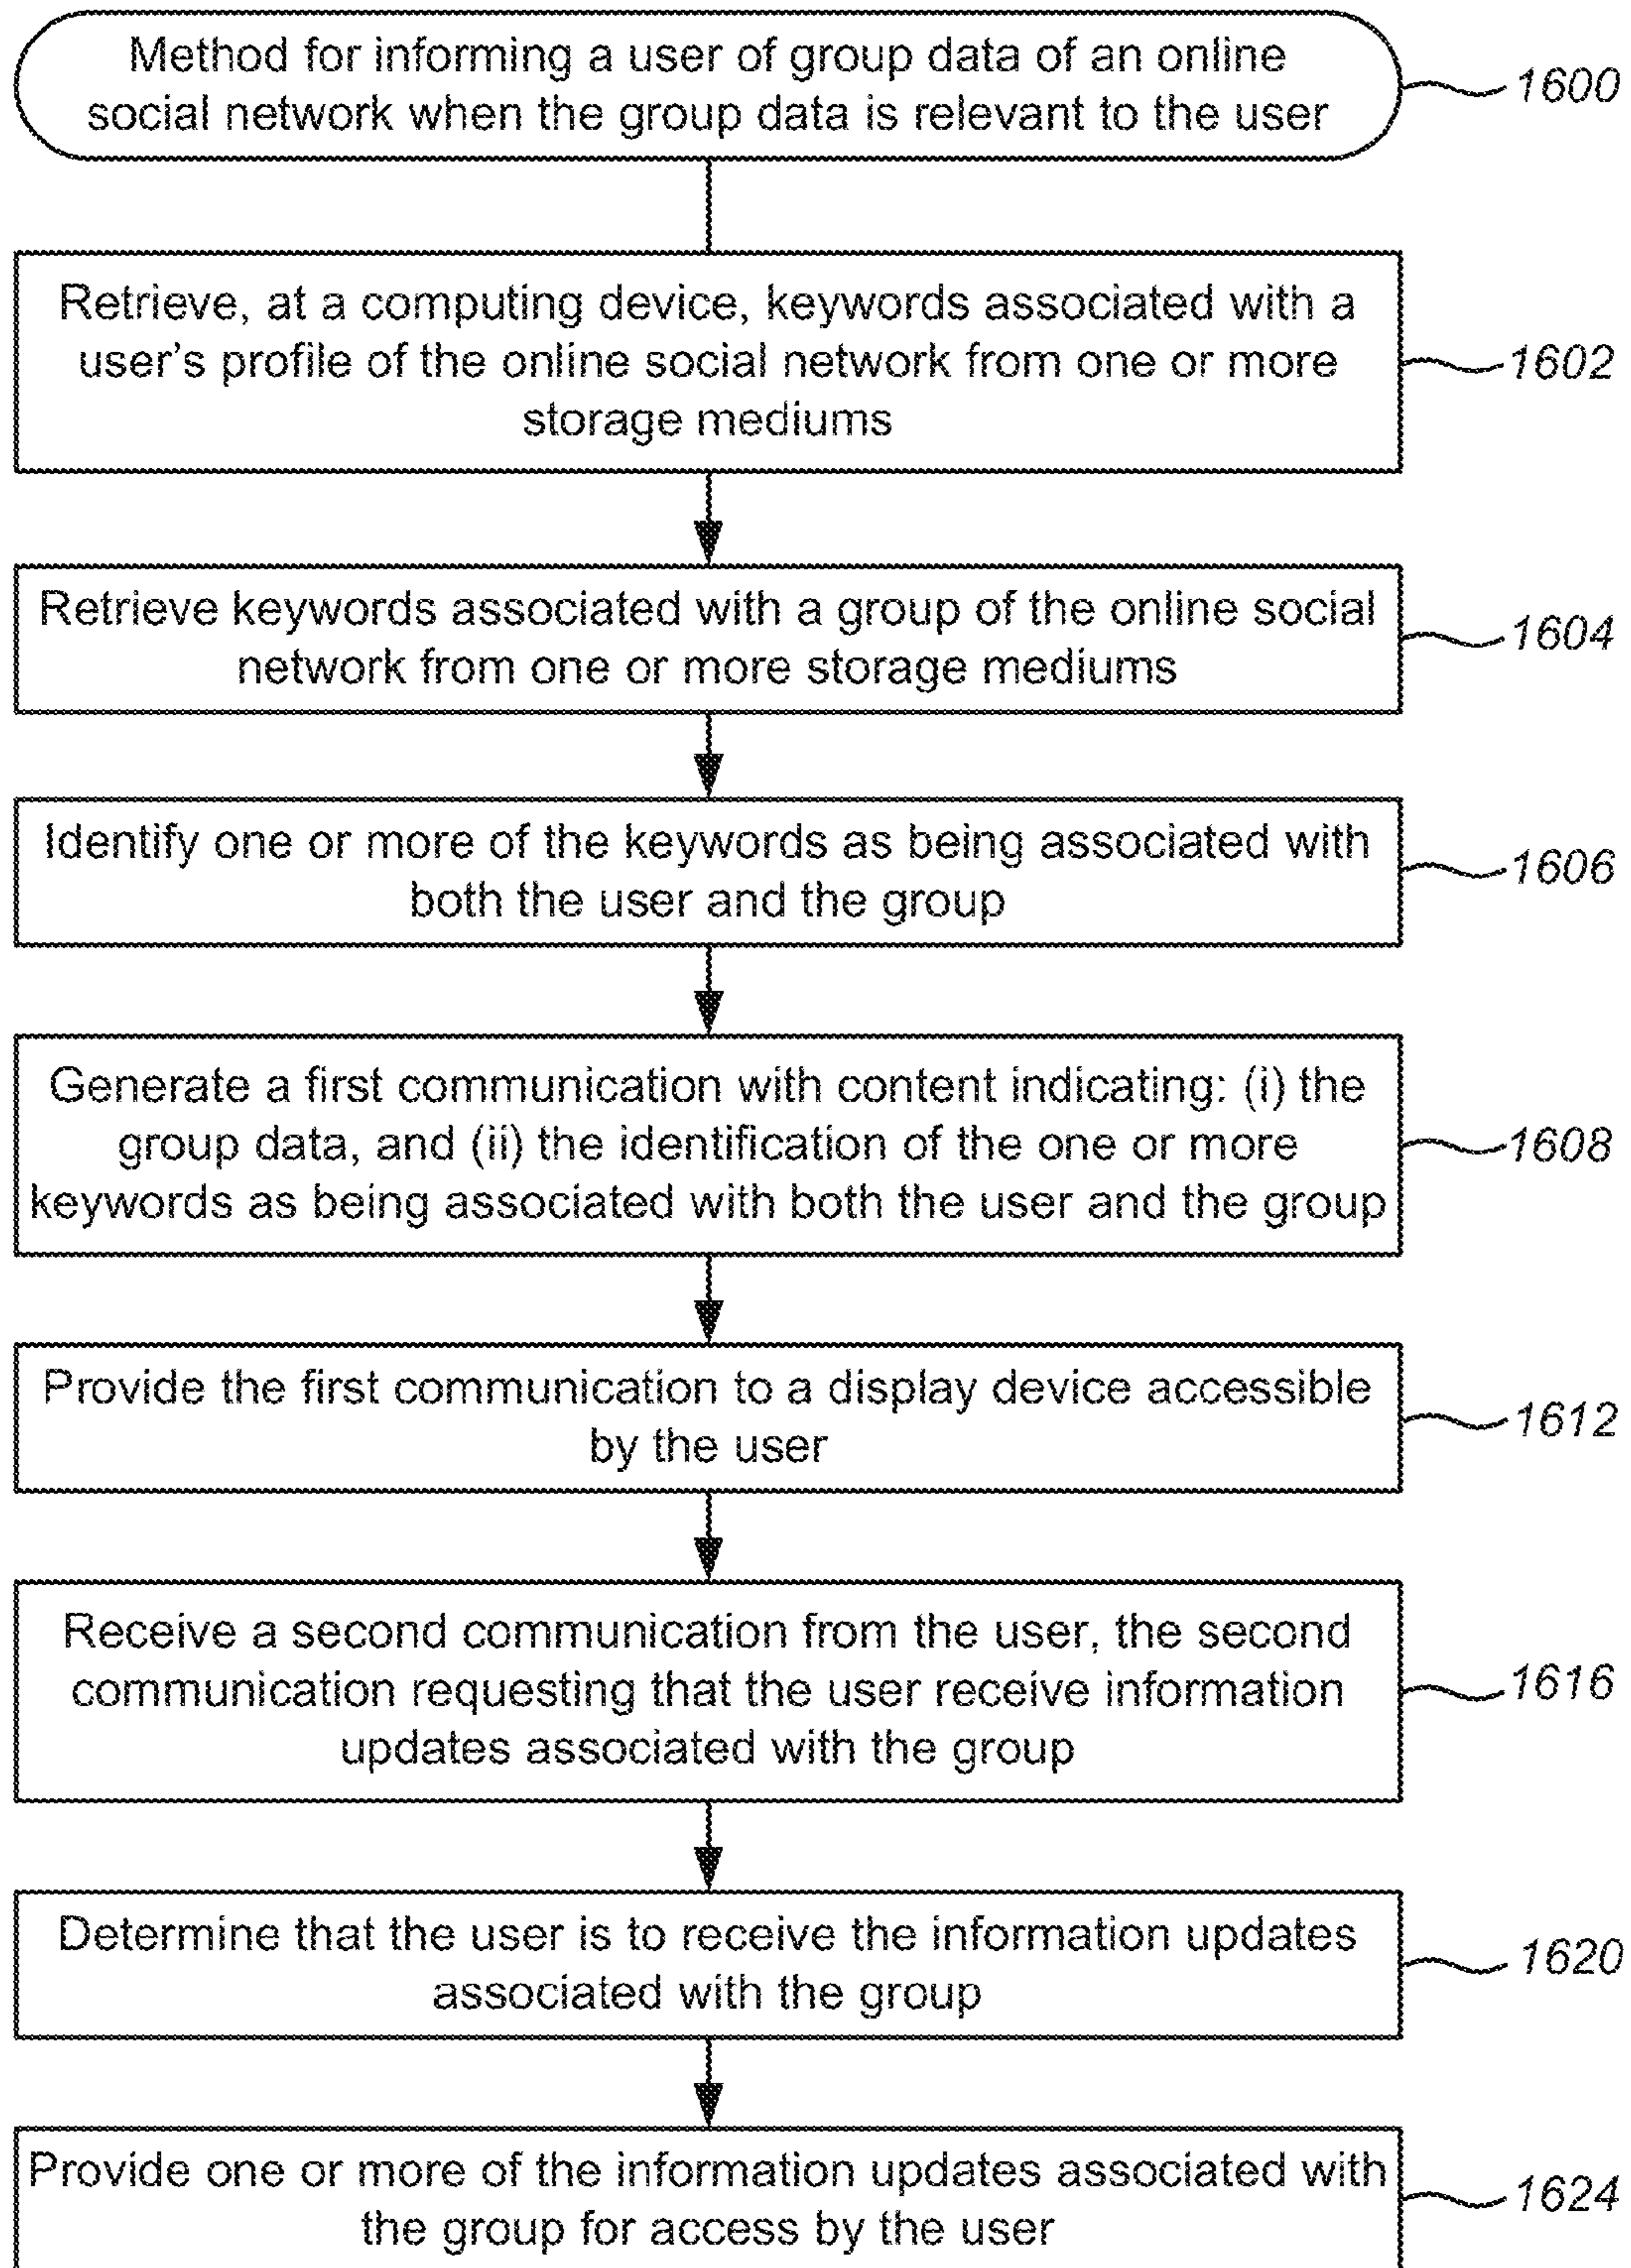 Method for informing a user of group data of an online
social network when the group data is relevant to the user
1600
Retrieve, at a computing device, keywords associated with a
user's profile of the online social network from one or more
storage mediums
1602
Retrieve keywords associated with a group of the online social
network from one or more storage mediums
1604
Identify one or more of the keywords as being associated with
both the user and the group
1606
Generate a first communication with content indicating: (i) the
group data, and (ii) the identification of the one or more
keywords as being associated with both the user and the group
1608
Provide the first communication to a display device accessible
by the user
1612
Receive a second communication from the user, the second
communication requesting that the user receive information
updates associated with the group
1616
Determine that the user is to receive the information updates
associated with the group
1620
Provide one or more of the information updates associated with
the group for access by the user
1624